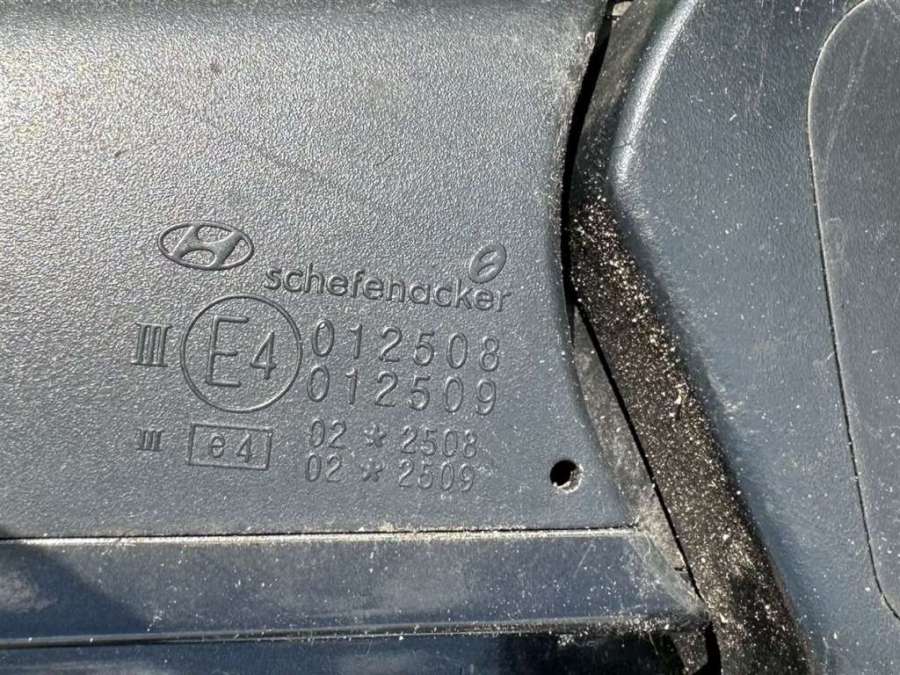 schefenacker
III E4 012508
012509
III e4 02 * 2508
02 * 2509